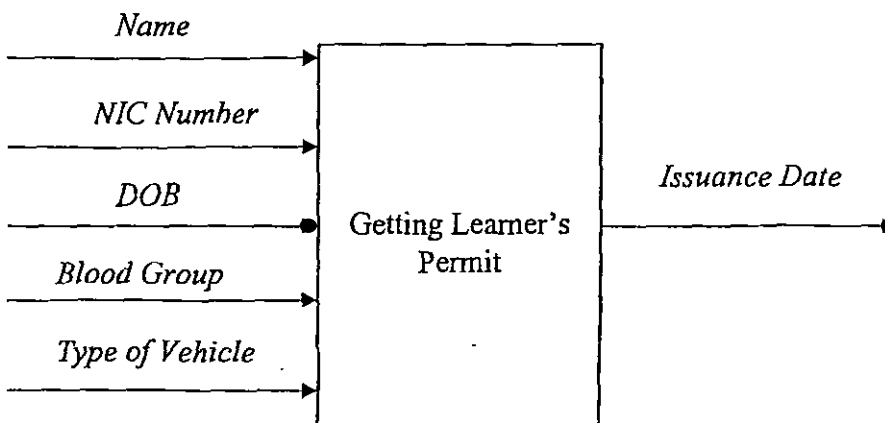 Name
NIC Number
DOB
Blood Group
Type of Vehicle
Getting Learner's
Permit
Issuance Date